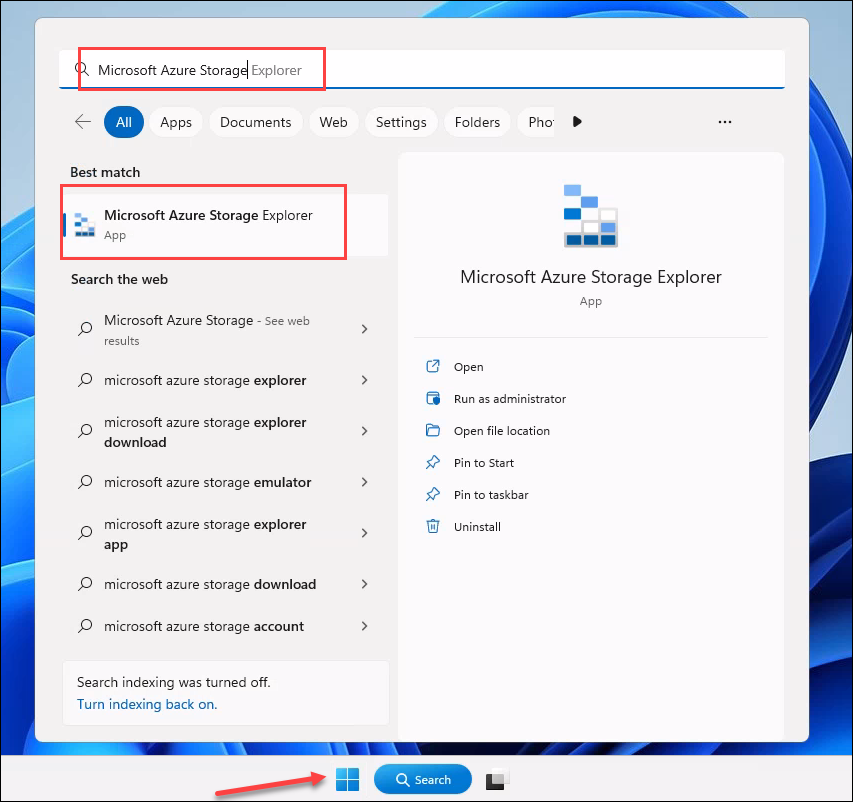 Microsoft Azure Storage Explorer
All Apps Documents Web Settings Folders Pho ...
Best match
Microsoft Azure Storage Explorer
App
Search the web
Microsoft Azure Storage - See web
results
microsoft azure storage explorer
microsoft azure storage explorer
download
microsoft azure storage emulator
microsoft azure storage explorer
app
microsoft azure storage download
microsoft azure storage account
Search indexing was turned off.
Turn indexing back on.
Microsoft Azure Storage Explorer
App
Open
Run as administrator
Open file location
Pin to Start
Pin to taskbar
Uninstall
Search